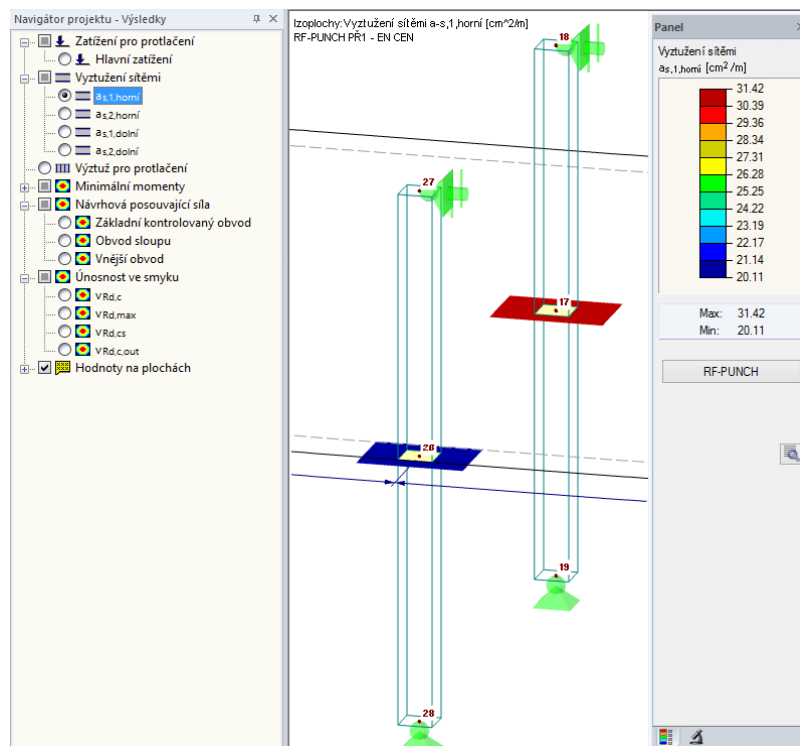 Navigátor projektu - Výsledky
Zatížení pro protlačení
Hlavní zatížení
Vyztužení sítěmi
as,1,horní
as,2,horní
as,1,dolní
as,2,dolní
Výztuž pro protlačení
Minimální momenty
Návrhová posouvající síla
Základní kontrolovaný obvod
Obvod sloupu
Vnější obvod
Únosnost ve smyku
vRd,c
vRd,max
vRd,cs
vRd,c,out
Hodnoty na plochách
Izoplochy:Vyztužení sítěmi a-s,1,horní [cm^2/m]
RF-PUNCH PŘ1 - EN CEN
18
27
17
26
19
28
Panel
Vyztužení sítěmi
as,1,horní [cm2/m]
31.42
30.39
29.36
28.34
27.31
26.28
25.25
24.22
23.19
22.17
21.14
20.11
Max: 31.42
Min: 20.11
RF-PUNCH